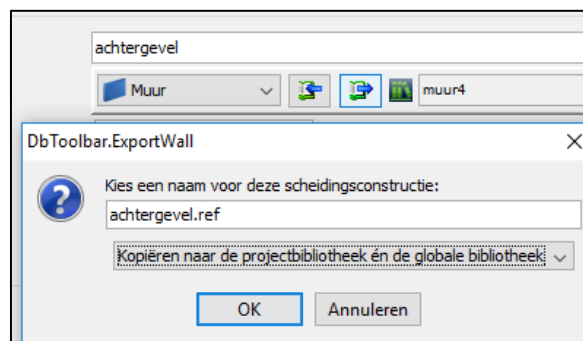 achtergevel
Muur
muur4
DbToolbar.ExportWall
Kies een naam voor deze scheidingsconstructie:
achtergevel.ref
Kopiëren naar de projectbibliotheek én de globale bibliotheek
OK
Annuleren